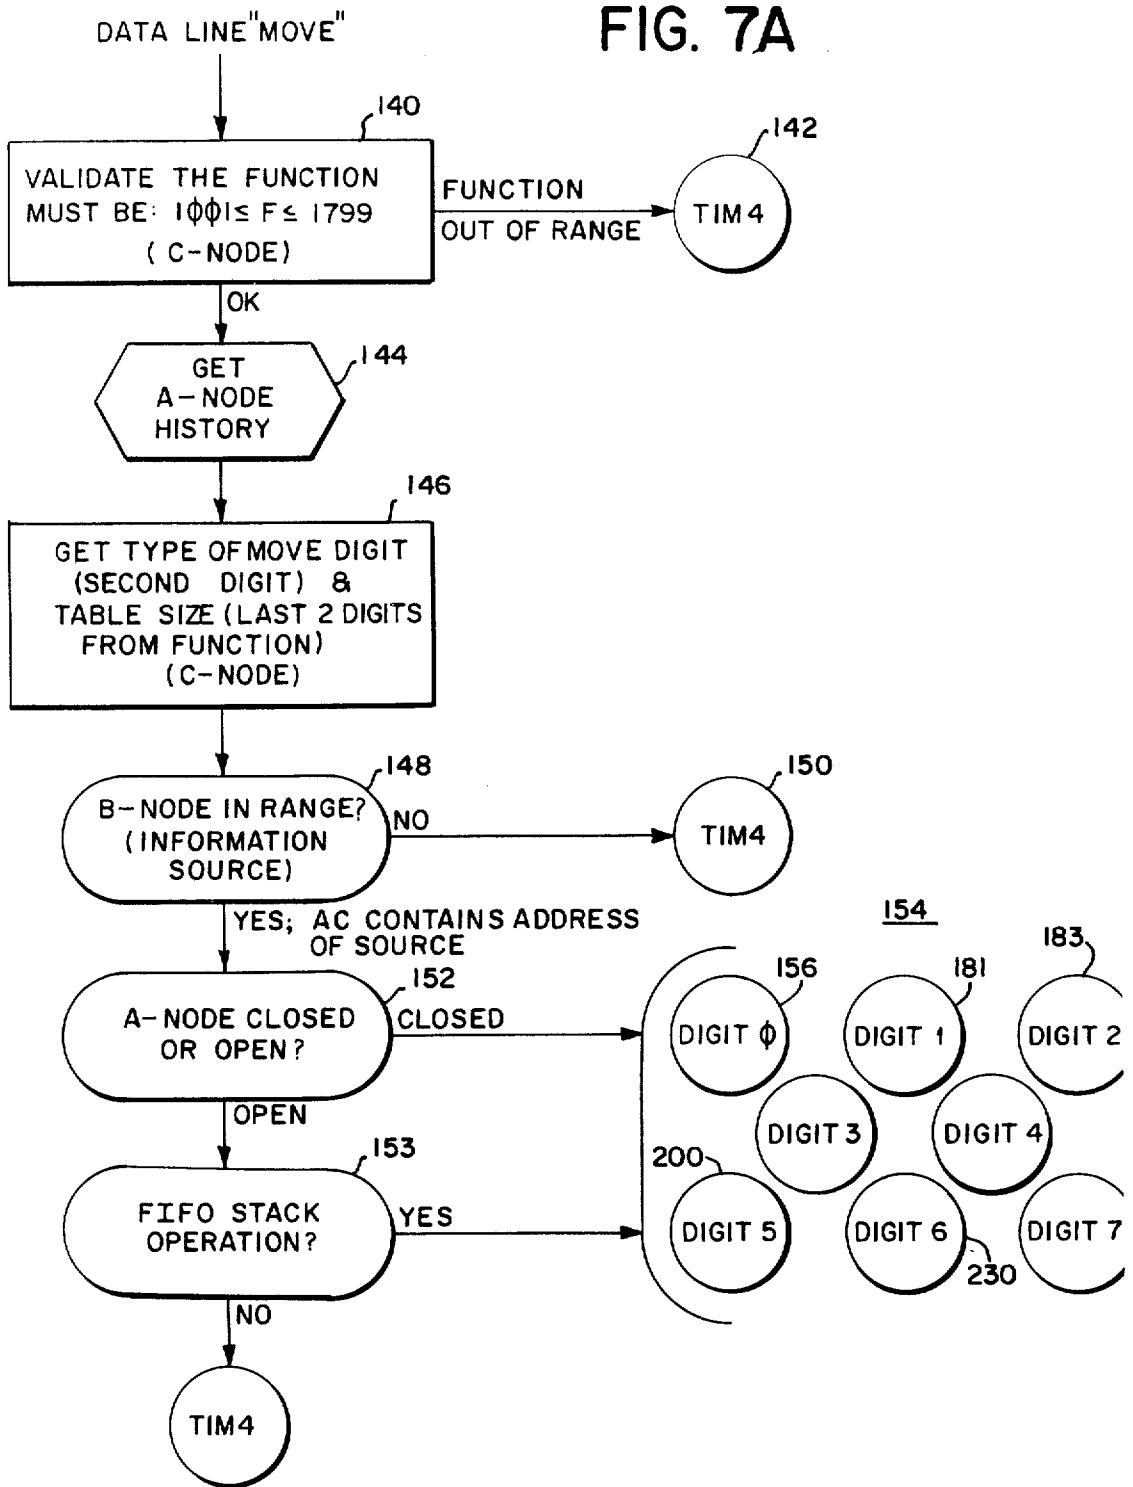 FIG. 7A
DATA LINE "MOVE"
140
VALIDATE THE FUNCTION
MUST BE: 1ϕϕ1 ≤ F ≤ 1799
(C-NODE)
FUNCTION
OUT OF RANGE
142
TIM4
OK
144
GET
A-NODE
HISTORY
146
GET TYPE OF MOVE DIGIT
(SECOND DIGIT) &
TABLE SIZE (LAST 2 DIGITS
FROM FUNCTION)
(C-NODE)
148
B-NODE IN RANGE?
(INFORMATION
SOURCE)
NO
150
TIM4
YES; AC CONTAINS ADDRESS
OF SOURCE
152
A-NODE CLOSED
OR OPEN?
CLOSED
154
156
DIGIT ϕ
181
DIGIT 1
183
DIGIT 2
DIGIT 3
DIGIT 4
200
DIGIT 5
DIGIT 6
230
DIGIT 7
OPEN
153
FIFO STACK
OPERATION?
YES
NO
TIM4